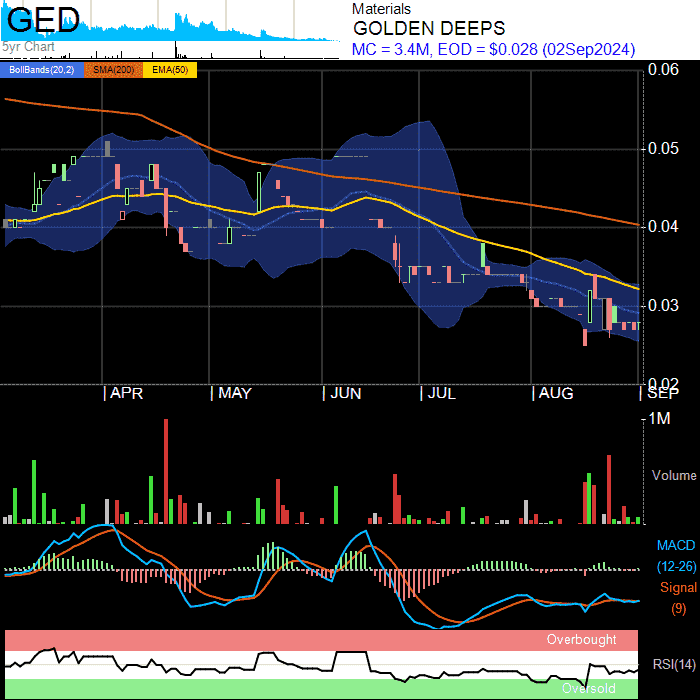 GED
5yr Chart
Materials
GOLDEN DEEPS
MC = 3.4M, EOD = $0.028 (02Sep2024)
BollBands(20,2) SMA(200) EMA(50)
0.06
0.05
0.04
0.03
0.02
APR MAY JUN JUL AUG SEP
1M
Volume
MACD
(12-26)
Signal
(9)
Overbought
RSI(14)
Oversold